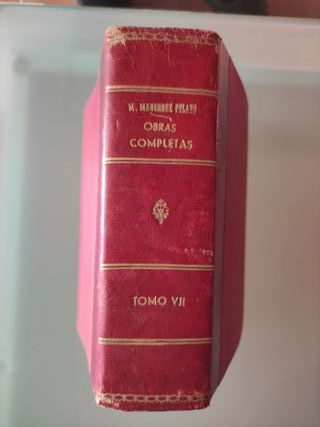 M. MENENDEZ PELAYO
OBRAS
COMPLETAS
TOMO VII